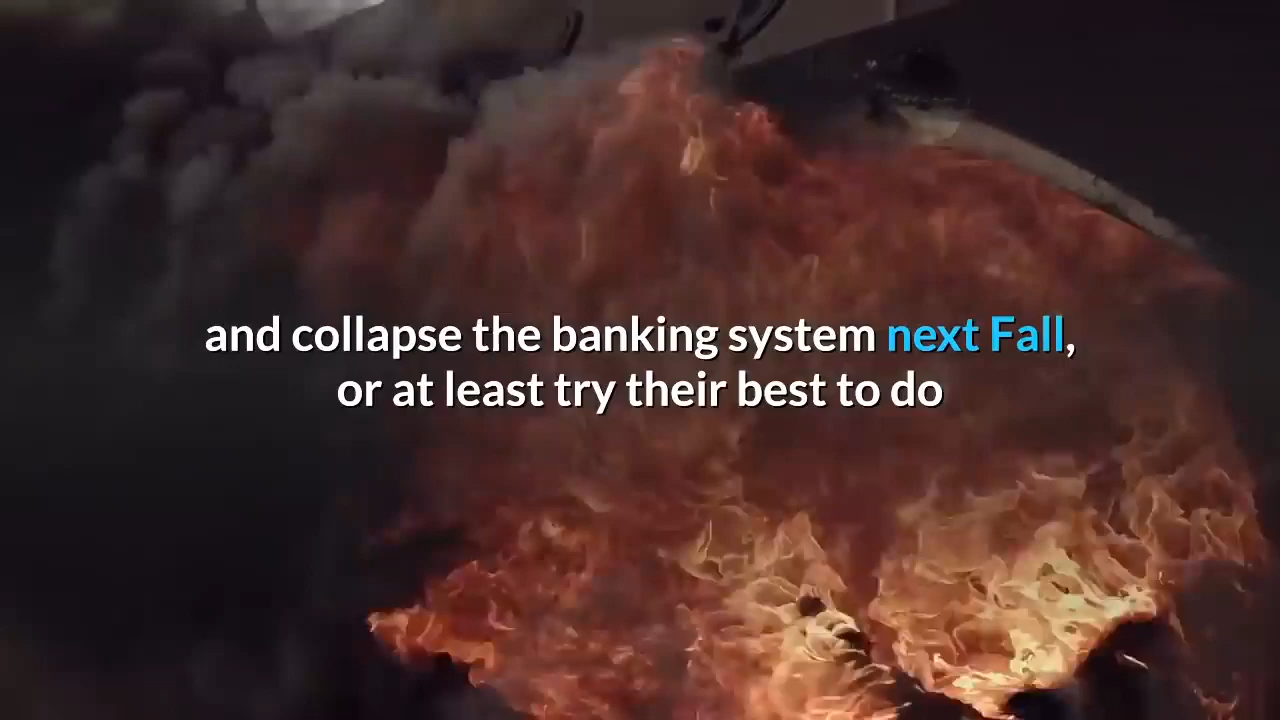 and collapse the banking system next Fall,
or at least try their best to do